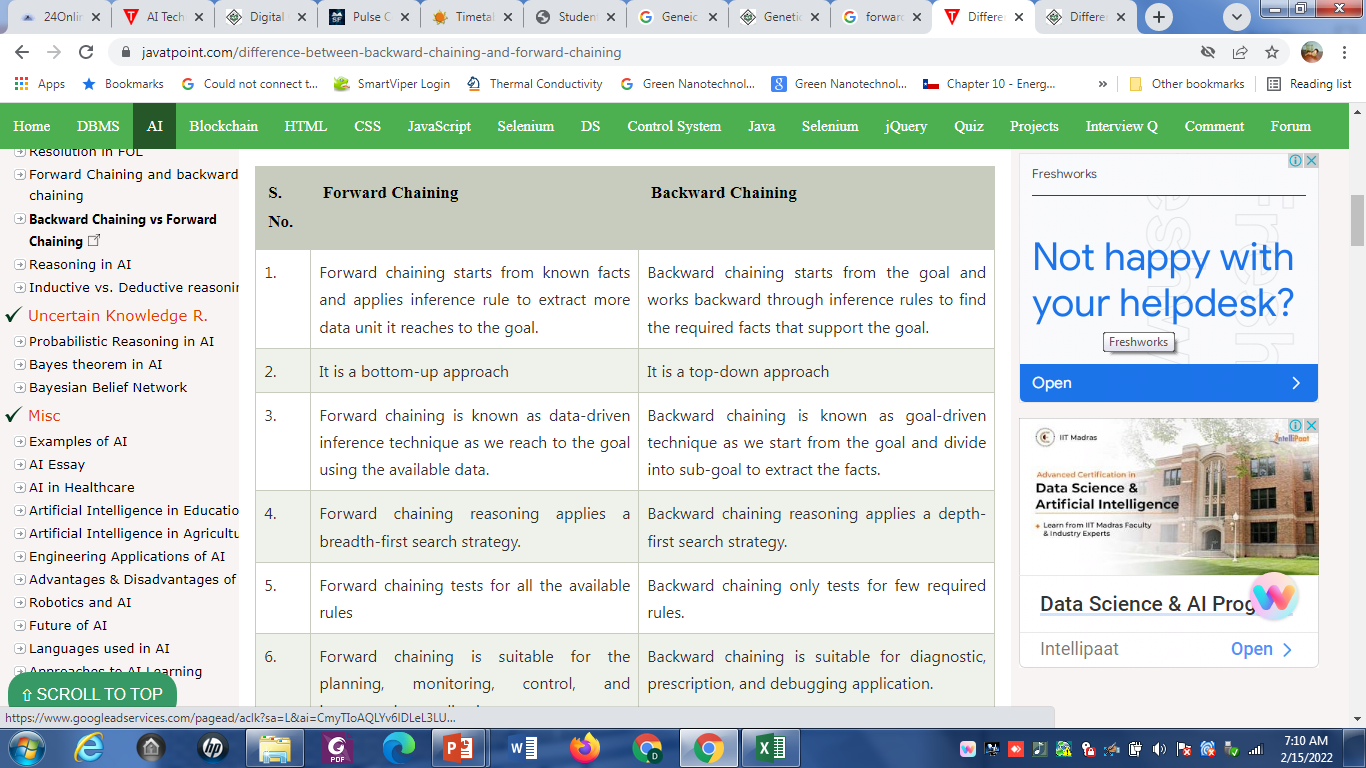 24Onlin
AI Tech
Digital
Pulse C
Timetal
Student
Geneic
Genetic
forward
Differe
Differe
javatpoint.com/difference-between-backward-chaining-and-forward-chaining
Apps
Bookmarks
Could not connect t...
SmartViper Login
Thermal Conductivity
Green Nanotechnol...
Green Nanotechnol...
Chapter 10 - Energ...
»
Other bookmarks
Reading list
Home DBMS AI Blockchain HTML CSS JavaScript Selenium DS Control System Java Selenium jQuery Quiz Projects Interview Q Comment Forum
Resolution in FOL
Forward Chaining and backward
chaining
Backward Chaining vs Forward
Chaining
Reasoning in AI
Inductive vs. Deductive reasonin
Uncertain Knowledge R.
Probabilistic Reasoning in AI
Bayes theorem in AI
Bayesian Belief Network
Misc
Examples of AI
AI Essay
AI in Healthcare
Artificial Intelligence in Educatio
Artificial Intelligence in Agricultu
Engineering Applications of AI
Advantages & Disadvantages of
Robotics and AI
Future of AI
Languages used in AI
Approaches to AI Learning
⇧ SCROLL TO TOP
S.
No.
Forward Chaining
Backward Chaining
1.
Forward chaining starts from known facts
and applies inference rule to extract more
data unit it reaches to the goal.
Backward chaining starts from the goal and
works backward through inference rules to find
the required facts that support the goal.
2.
It is a bottom-up approach
It is a top-down approach
3.
Forward chaining is known as data-driven
inference technique as we reach to the goal
using the available data.
Backward chaining is known as goal-driven
technique as we start from the goal and divide
into sub-goal to extract the facts.
4.
Forward chaining reasoning applies a
breadth-first search strategy.
Backward chaining reasoning applies a depth-
first search strategy.
5.
Forward chaining tests for all the available
rules
Backward chaining only tests for few required
rules.
6.
Forward chaining is suitable for the
planning, monitoring, control, and
Backward chaining is suitable for diagnostic,
prescription, and debugging application.
Freshworks
Not happy with
your helpdesk?
Freshworks
Open
IIT Madras
intelliPaat
Advanced Certification in
Data Science &
Artificial Intelligence
Learn from IIT Madras Faculty
& Industry Experts
Data Science & AI Prog
Intellipaat
Open
https://www.googleadservices.com/pagead/aclk?sa=L&ai=CmyTIoAQLYv6IDLeL3LU...
7:10 AM
2/15/2022